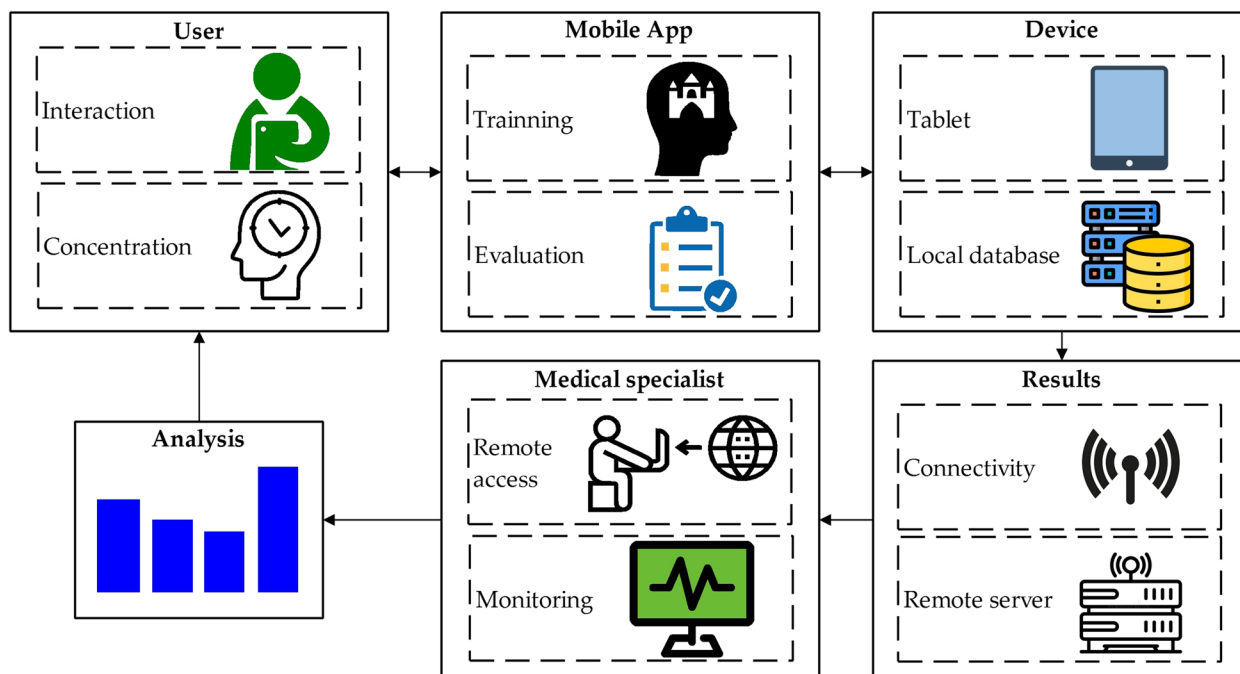 User
Interaction
Concentration
Mobile App
Trainning
Evaluation
Device
Tablet
Local database
Analysis
Medical specialist
Remote
access
Monitoring
Results
Connectivity
Remote server